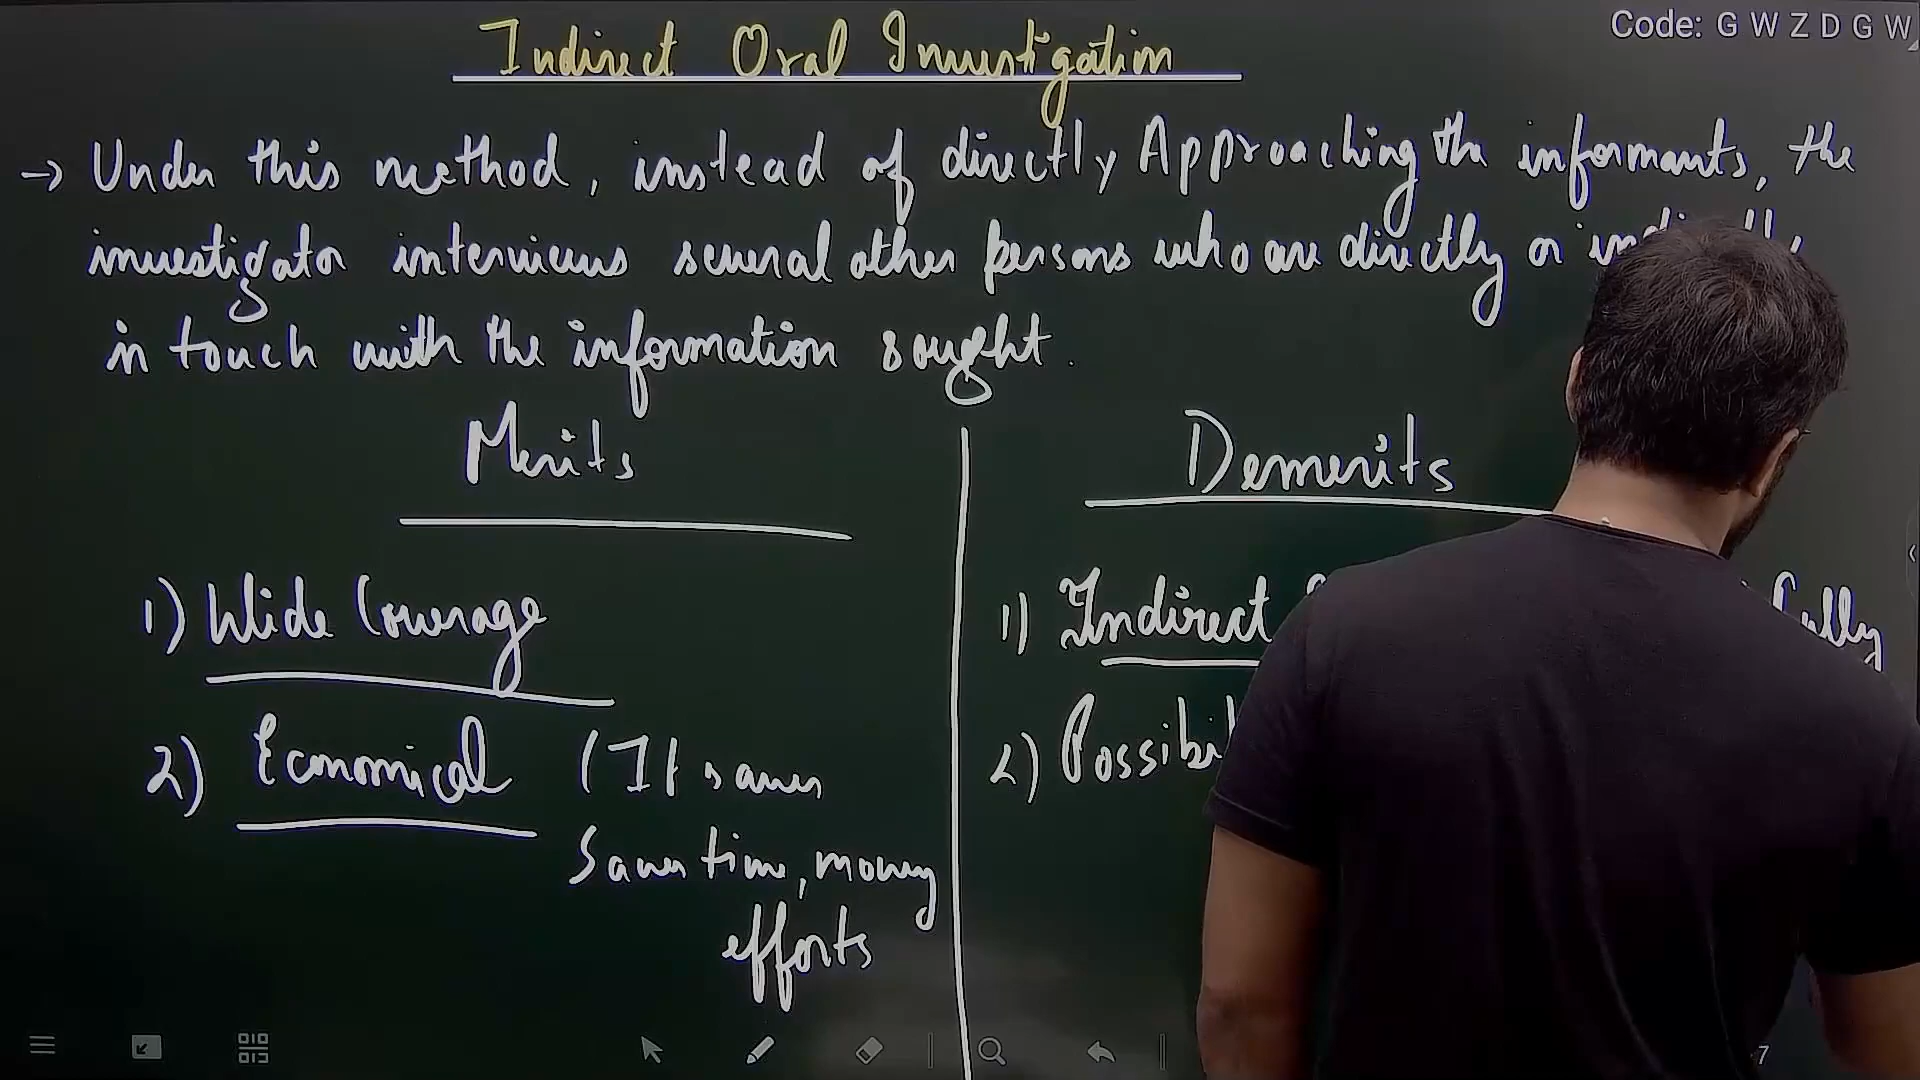 Code: G W Z D G W
Indirect Oral Investigation
→ Under this method, instead of directly Approaching the informants, the
investigator interviews several other persons who are directly or
in touch with the information sought.
Merits
Demerits
1) Wide Coverage
2) Economical (It saves
Saves time, money
efforts
1) Indirect
2)
7